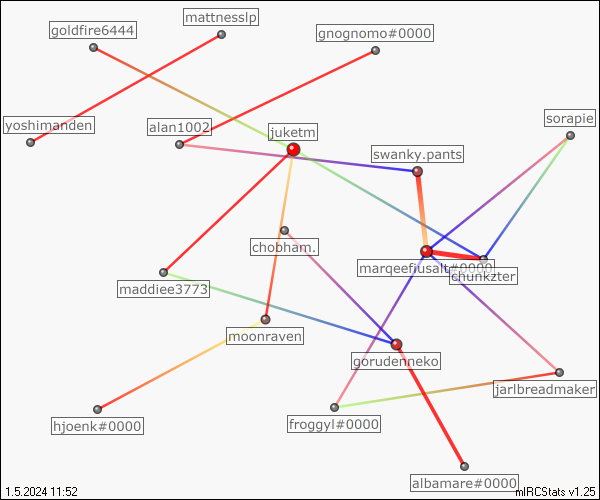 mattnesslp
goldfire6444
gnognomo#0000
sorapie
yoshimanden
alan1002
juketm
swanky.pants
chobham.
marqeefiusalt#0000
chunkzter
maddiee3773
moonraven
gorudenneko
jarlbreadmaker
hjoenk#0000
froggyl#0000
albamare#0000
1.5.2024 11:52
mIRCStats v1.25